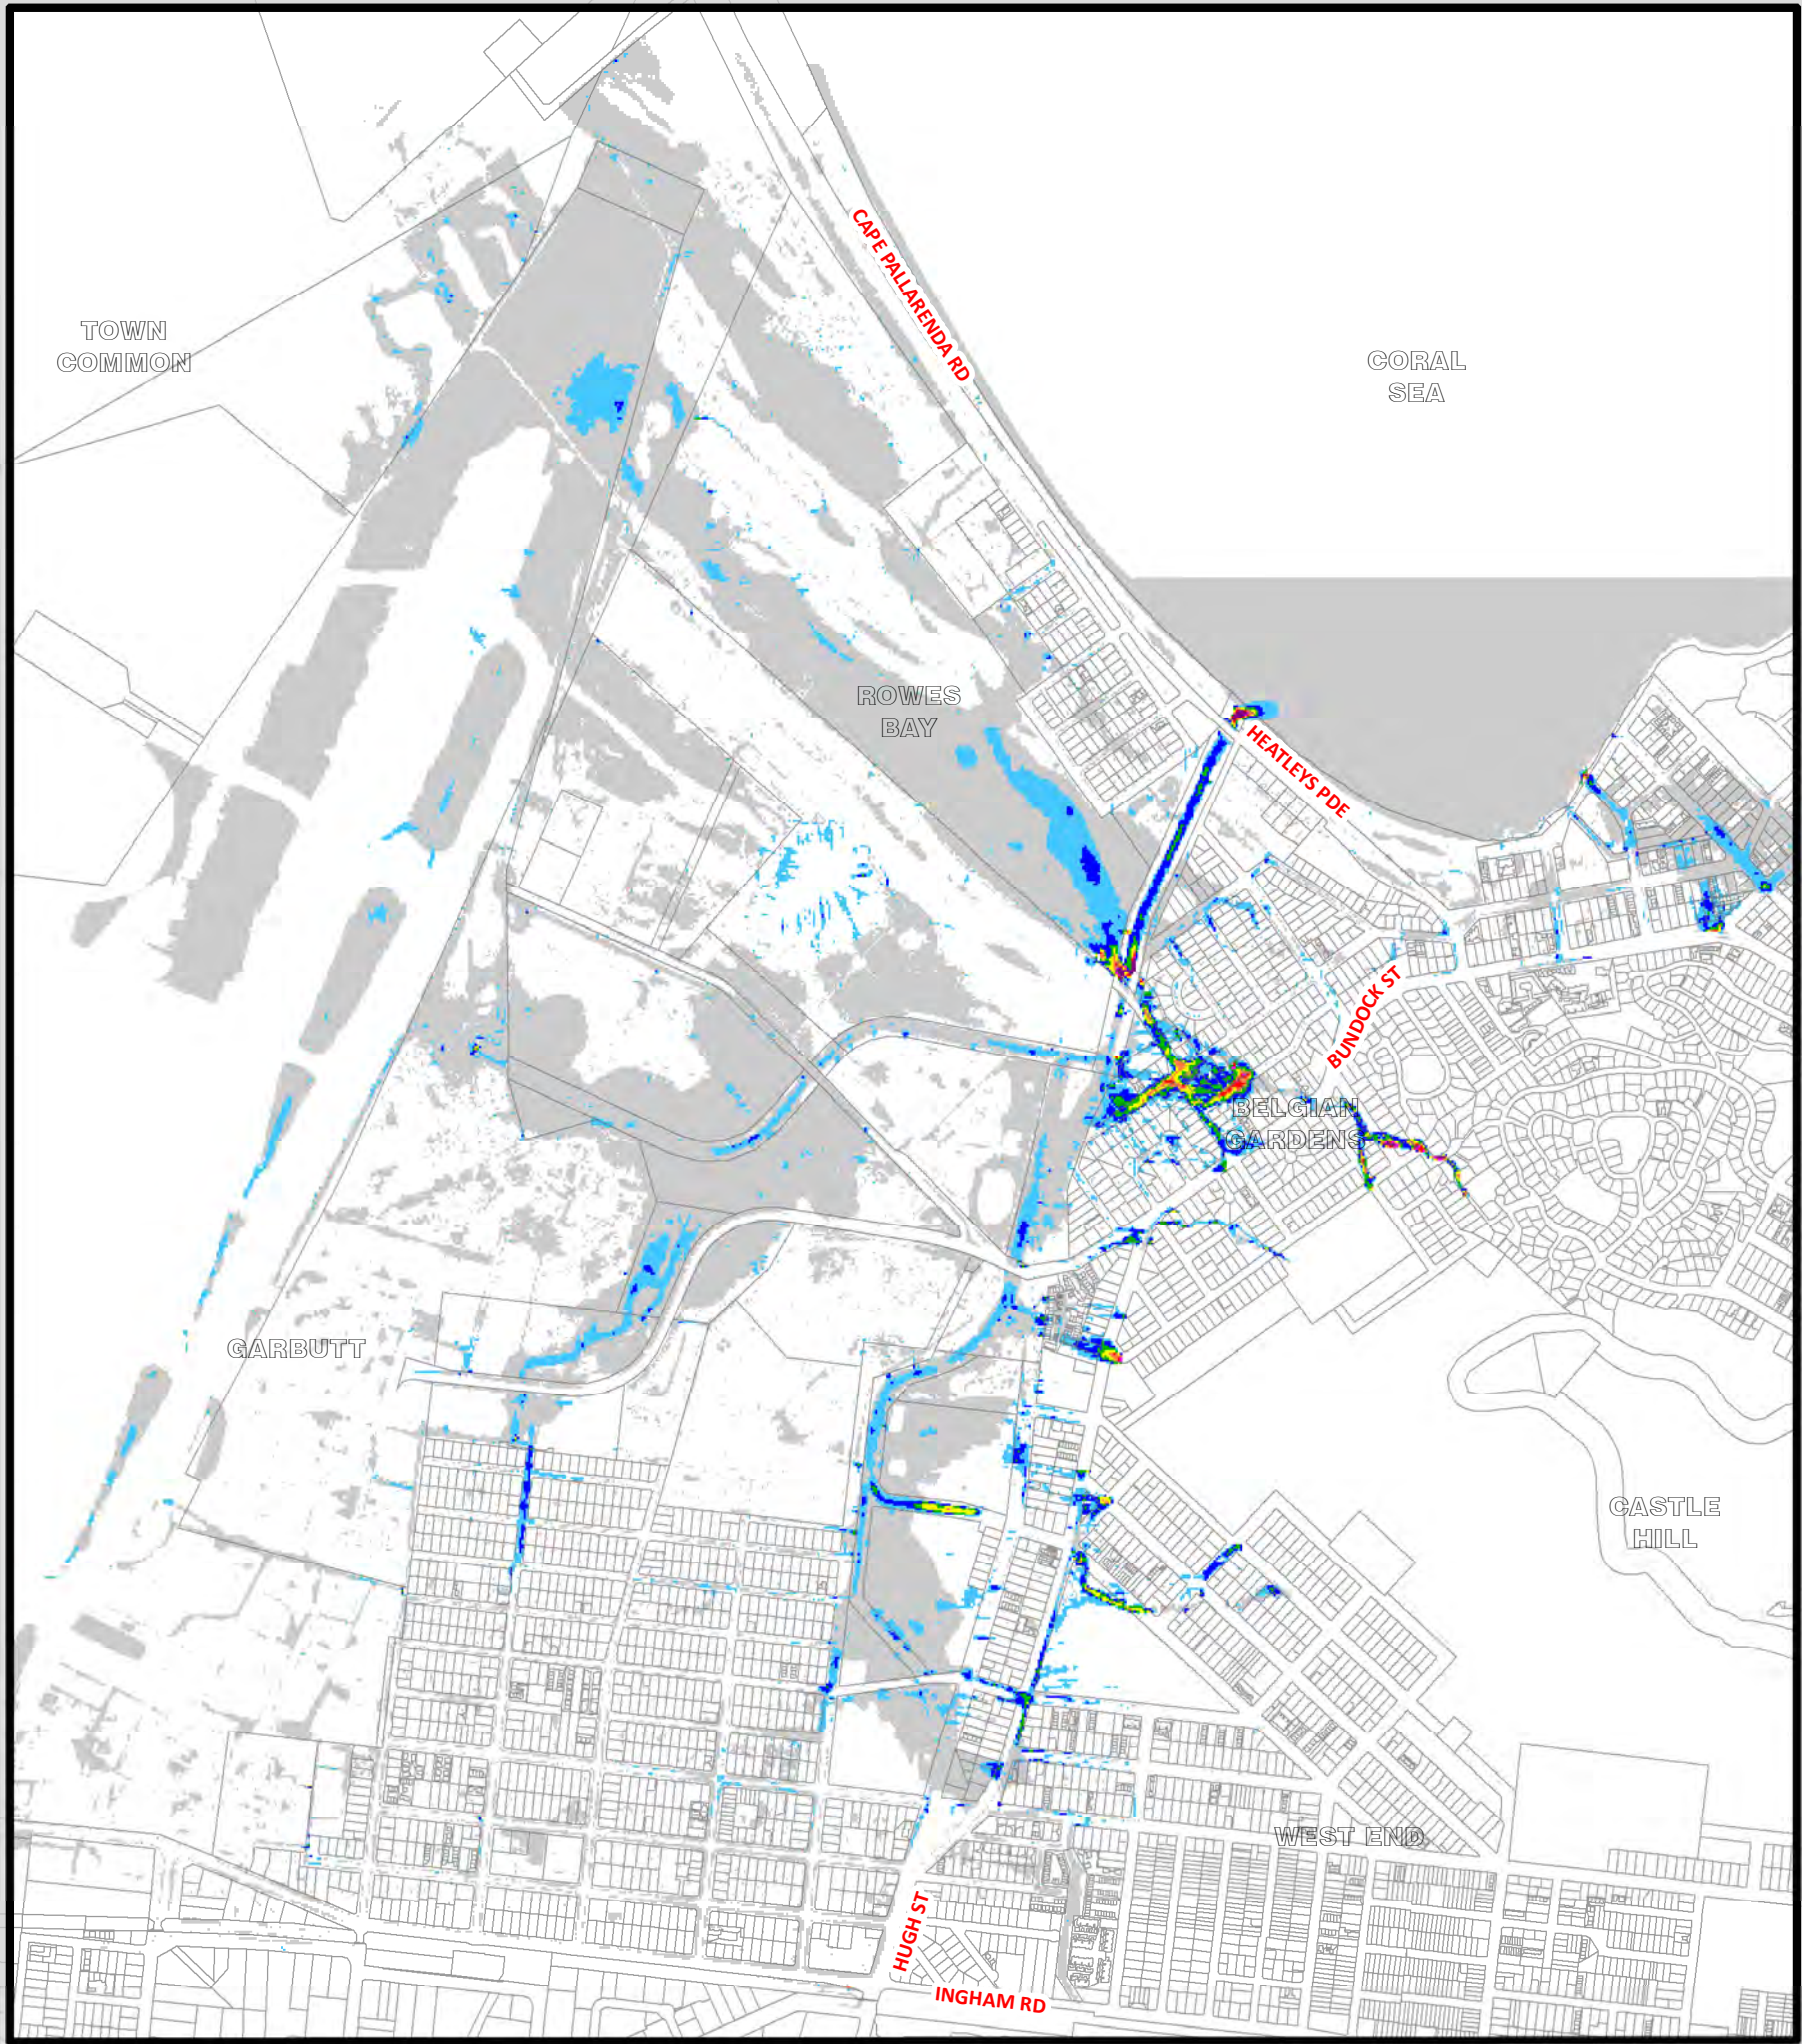 CAPE PALLARENDA RD
TOWN
COMMON
CORAL
SEA
ROWES
BAY
HEATLEYS PDE
BUNDOCK ST
BELGIAN
GARDENS
GARBUTT
CASTLE
HILL
WEST END
HUGH ST
INGHAM RD